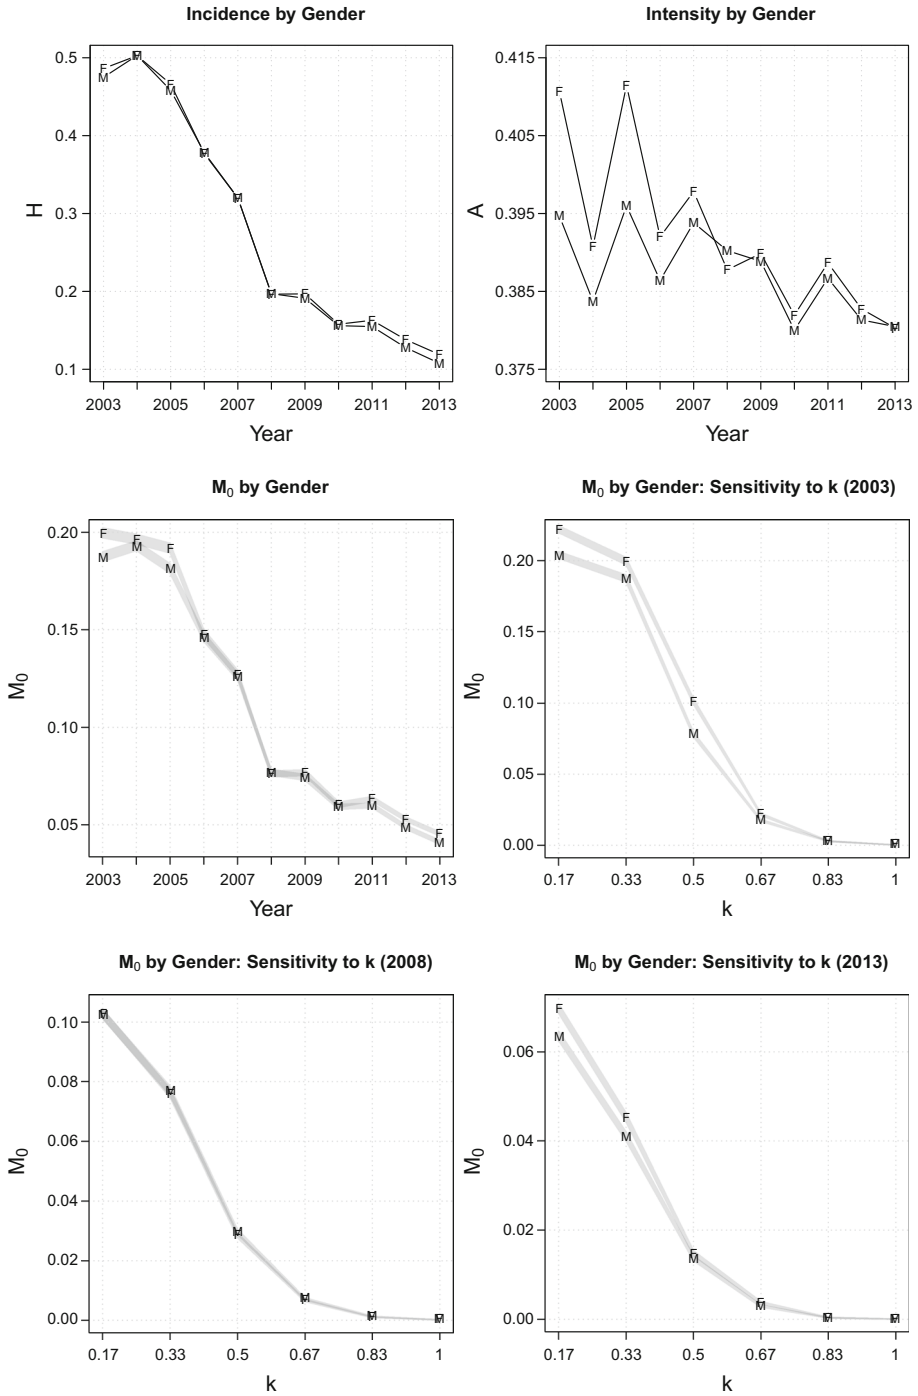 Incidence by Gender
0.5
0.4
0.3
0.2
0.1
H
F F F F F F F F F F F
M M M M M M M M M M M
2003 2005 2007 2009 2011 2013
Year
Intensity by Gender
0.415
0.405
0.395
0.385
0.375
A
F F F F F F F F F F F
M M M M M M M M M M M
2003 2005 2007 2009 2011 2013
Year
M₀ by Gender
0.20
0.15
0.10
0.05
M₀
F F F F F F F F F F F
M M M M M M M M M M M
2003 2005 2007 2009 2011 2013
Year
M₀ by Gender: Sensitivity to k (2003)
0.20
0.15
0.10
0.05
0.00
M₀
F F F F F F
M M M M M M
0.17 0.33 0.5 0.67 0.83 1
k
M₀ by Gender: Sensitivity to k (2008)
0.10
0.08
0.06
0.04
0.02
0.00
M₀
F F F F F F
M M M M M M
0.17 0.33 0.5 0.67 0.83 1
k
M₀ by Gender: Sensitivity to k (2013)
0.06
0.04
0.02
0.00
M₀
F F F F F F
M M M M M M
0.17 0.33 0.5 0.67 0.83 1
k